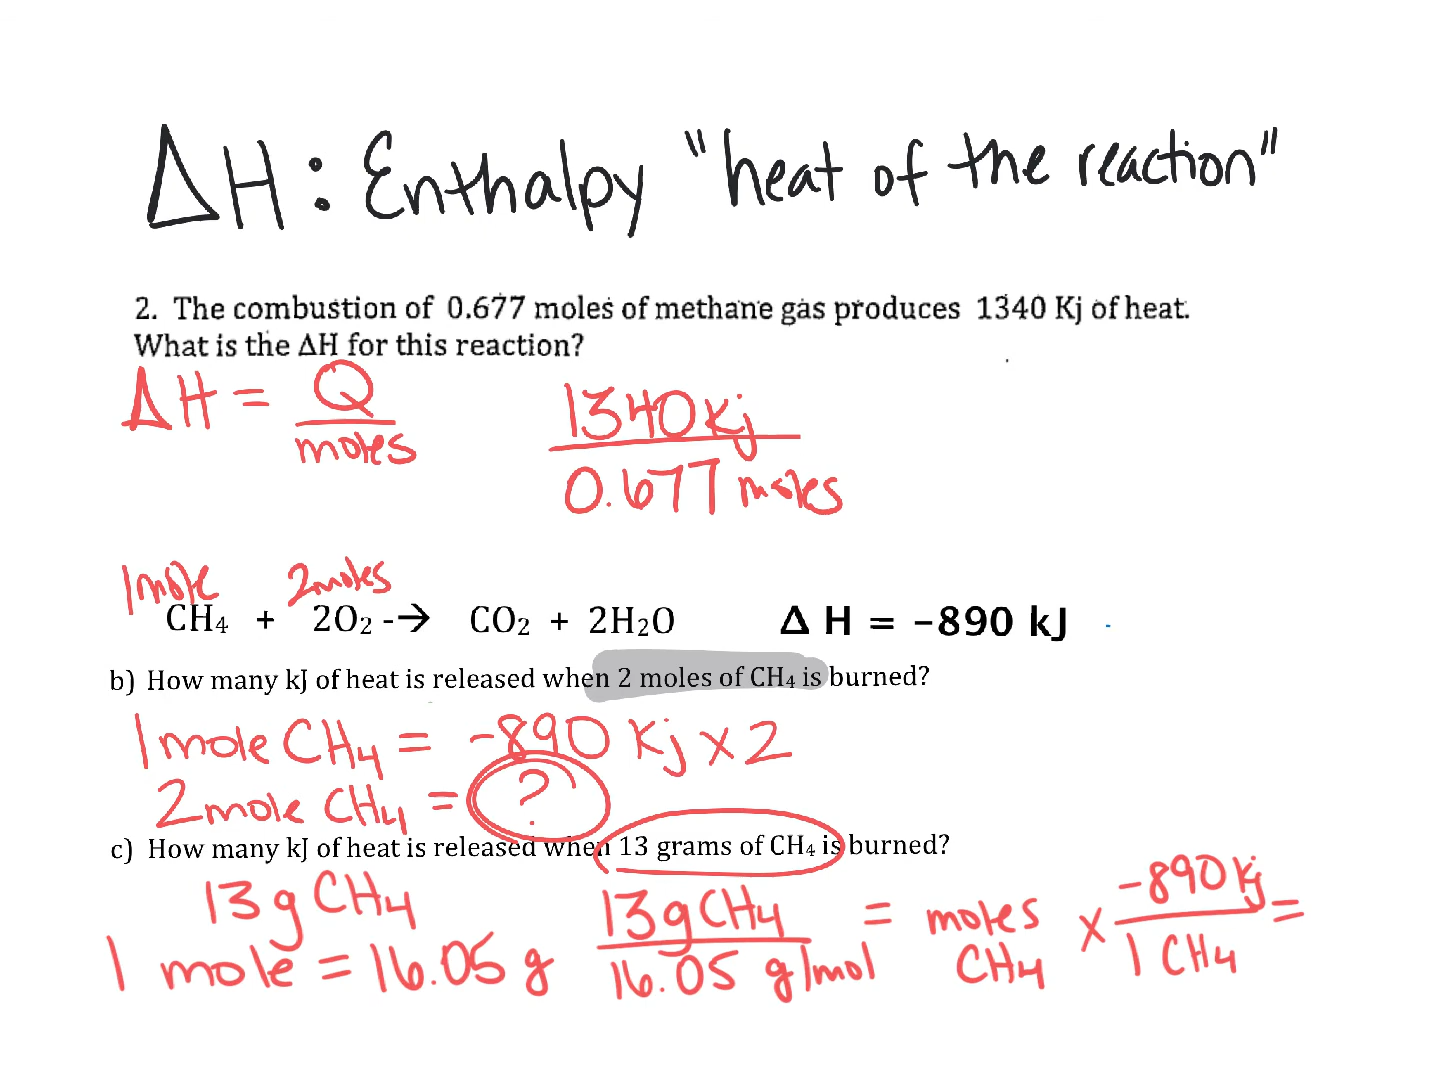 ΔH: Enthalpy "heat of the reaction"
2. The combustion of 0.677 moles of methane gas produces 1340 Kj of heat.
What is the ΔH for this reaction?
ΔH = Q / moles    1340 Kj / 0.677 moles
1 mole    2 moles
CH₄ + 2O₂ -→ CO₂ + 2H₂O    Δ H = -890 kJ
b) How many kJ of heat is released when 2 moles of CH₄ is burned?
1 mole CH₄ = -890 Kj x 2
2 mole CH₄ = ?
c) How many kJ of heat is released when 13 grams of CH₄ is burned?
13 g CH₄
1 mole = 16.05 g    13 g CH₄ / 16.05 g/mol = moles CH₄ x -890 Kj / 1 CH₄ =